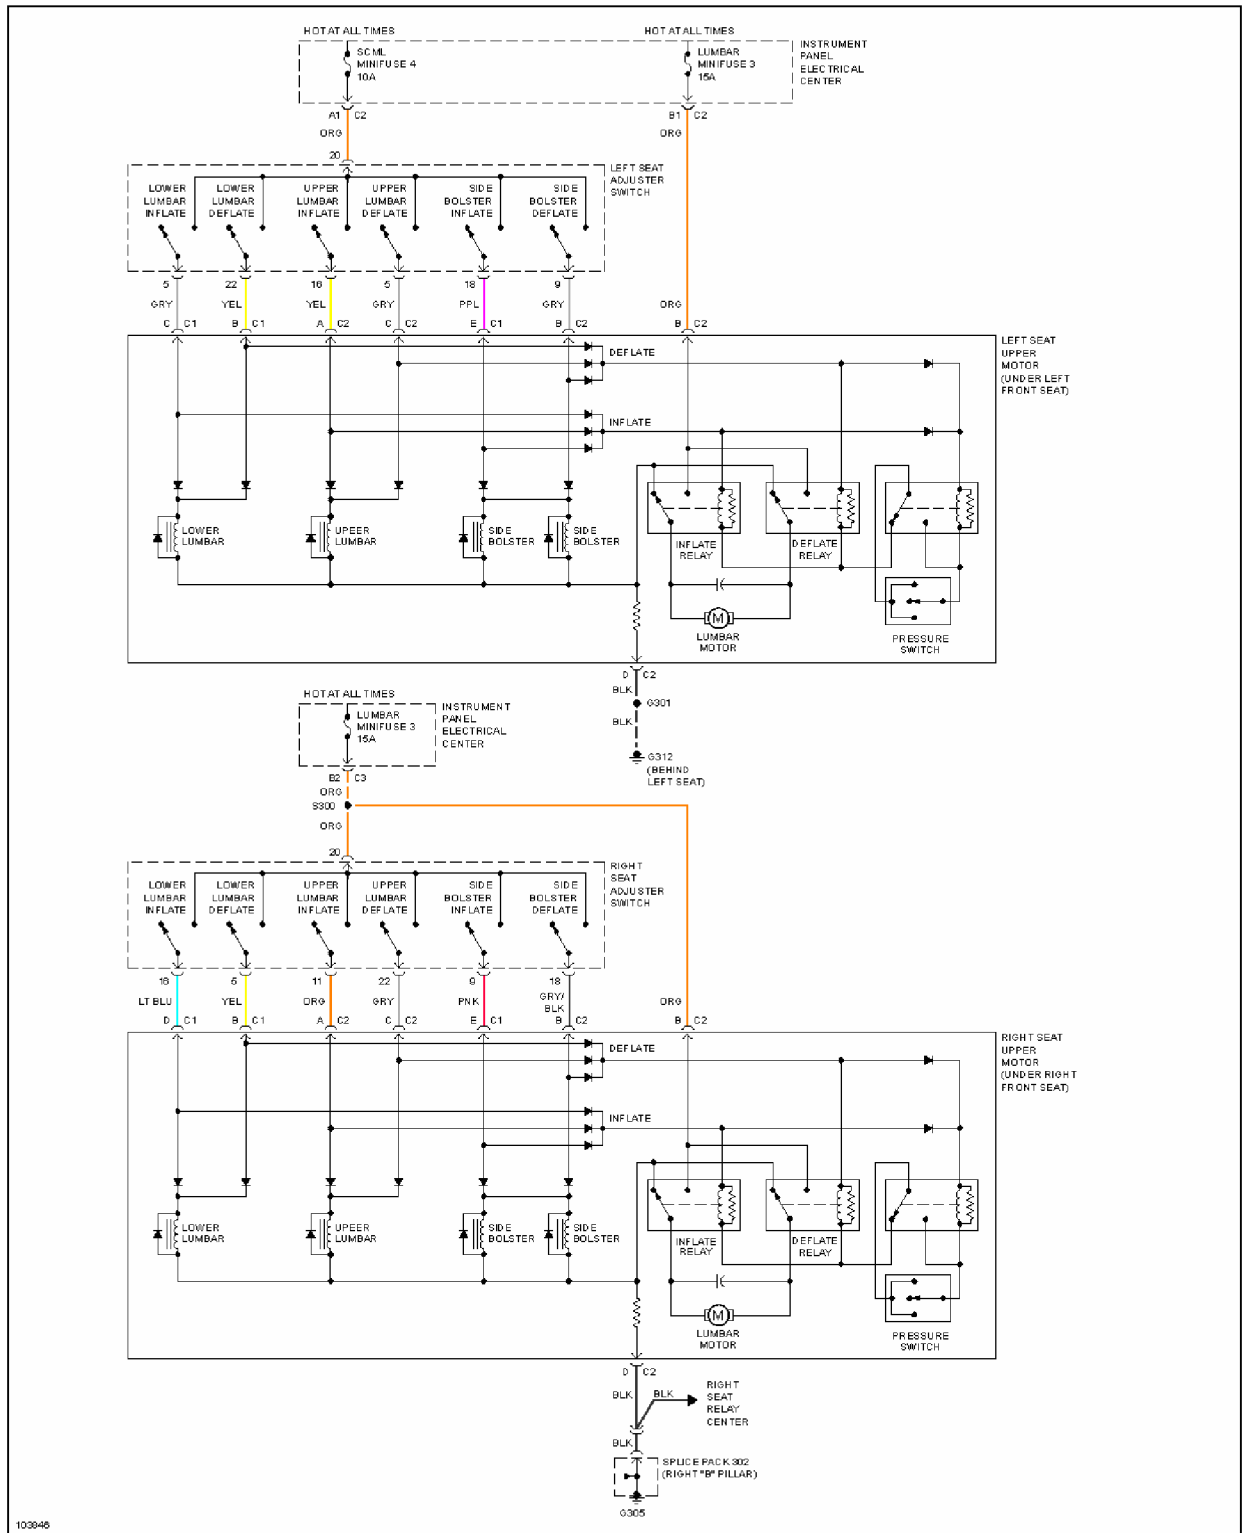 HOT AT ALL TIMES
HOT AT ALL TIMES
SCML
MINIFUSE 4
10A
LUMBAR
MINIFUSE 3
15A
INSTRUMENT
PANEL
ELECTRICAL
CENTER
A1 C2
B1 C2
ORG
ORG
20
LEFT SEAT
ADJUSTER
SWITCH
LOWER
LUMBAR
INFLATE
LOWER
LUMBAR
DEFLATE
UPPER
LUMBAR
INFLATE
UPPER
LUMBAR
DEFLATE
SIDE
BOLSTER
INFLATE
SIDE
BOLSTER
DEFLATE
5 22 16 5 18 9
GRY YEL YEL GRY PPL GRY ORG
C C1 B C1 A C2 C C2 E C1 B C2 B C2
LEFT SEAT
UPPER
MOTOR
(UNDER LEFT
FRONT SEAT)
DEFLATE
INFLATE
LOWER
LUMBAR
UPEER
LUMBAR
SIDE
BOLSTER
SIDE
BOLSTER
INFLATE
RELAY
DEFLATE
RELAY
M
LUMBAR
MOTOR
PRESSURE
SWITCH
D C2
BLK
G301
BLK
G312
(BEHIND
LEFT SEAT)
HOT AT ALL TIMES
LUMBAR
MINIFUSE 3
15A
INSTRUMENT
PANEL
ELECTRICAL
CENTER
B2 C3
ORG
S300
ORG
20
RIGHT
SEAT
ADJUSTER
SWITCH
LOWER
LUMBAR
INFLATE
LOWER
LUMBAR
DEFLATE
UPPER
LUMBAR
INFLATE
UPPER
LUMBAR
DEFLATE
SIDE
BOLSTER
INFLATE
SIDE
BOLSTER
DEFLATE
16 5 11 22 9 18
LT BLU YEL ORG GRY PNK GRY/
BLK
ORG
D C1 B C1 A C2 C C2 E C1 B C2 B C2
RIGHT SEAT
UPPER
MOTOR
(UNDER RIGHT
FRONT SEAT)
DEFLATE
INFLATE
LOWER
LUMBAR
UPEER
LUMBAR
SIDE
BOLSTER
SIDE
BOLSTER
INFLATE
RELAY
DEFLATE
RELAY
M
LUMBAR
MOTOR
PRESSURE
SWITCH
D C2
BLK
BLK
RIGHT
SEAT
RELAY
CENTER
BLK
SPLICE PACK 302
(RIGHT "B" PILLAR)
G305
103946